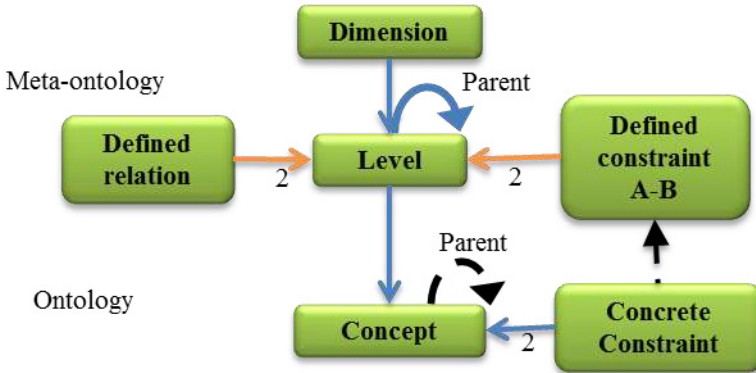 Dimension
Meta-ontology
Parent
Defined
relation
2
Level
2
Defined
constraint
A-B
Parent
Ontology
Concept
2
Concrete
Constraint